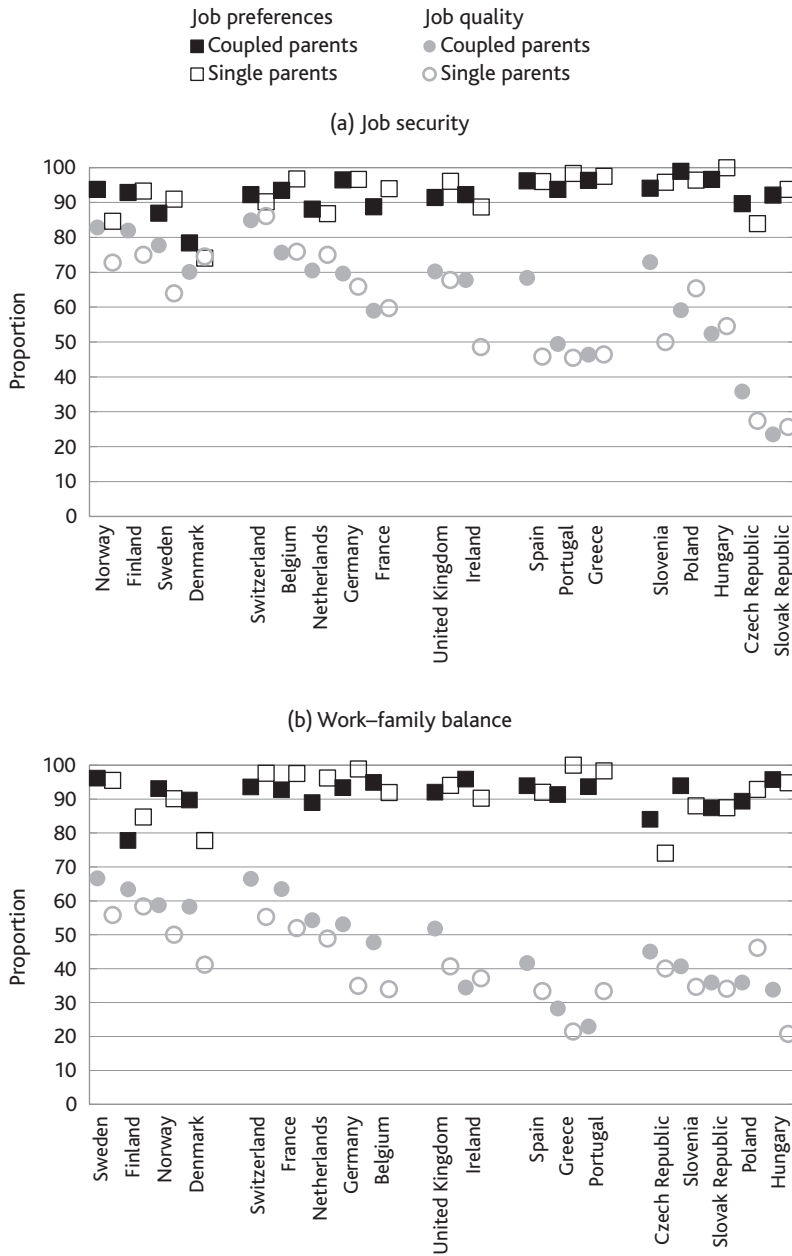 Job preferences
Job quality
Coupled parents
Coupled parents
Single parents
Single parents
(a) Job security
100
90
80
70
60
50
40
30
20
10
0
Proportion
Norway
Finland
Sweden
Denmark
Switzerland
Belgium
Netherlands
Germany
France
United Kingdom
Ireland
Spain
Portugal
Greece
Slovenia
Poland
Hungary
Czech Republic
Slovak Republic
(b) Work–family balance
100
90
80
70
60
50
40
30
20
10
0
Proportion
Sweden
Finland
Norway
Denmark
Switzerland
France
Netherlands
Germany
Belgium
United Kingdom
Ireland
Spain
Greece
Portugal
Czech Republic
Slovenia
Slovak Republic
Poland
Hungary